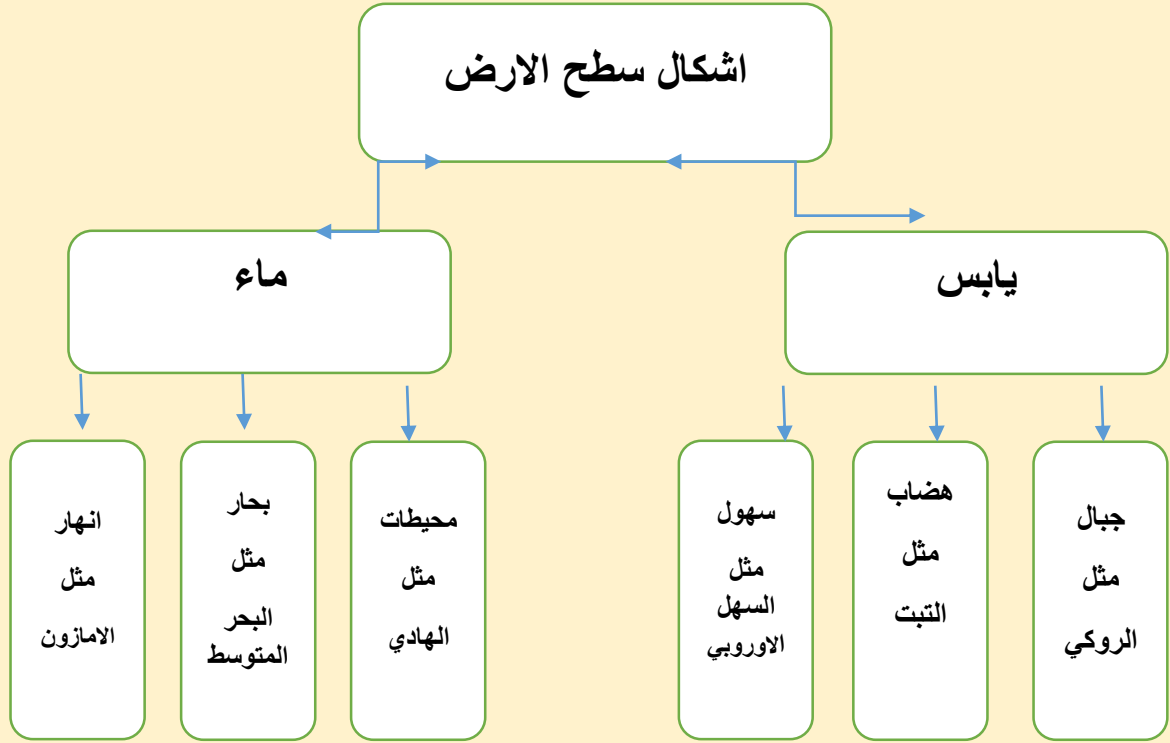 اشكال سطح الارض
يابس
ماء
جبال
مثل
الروكي
هضاب
مثل
التبت
سهول
مثل
السهل
الاوروبي
محيطات
مثل
الهادي
بحار
مثل
البحر
المتوسط
انهار
مثل
الامازون